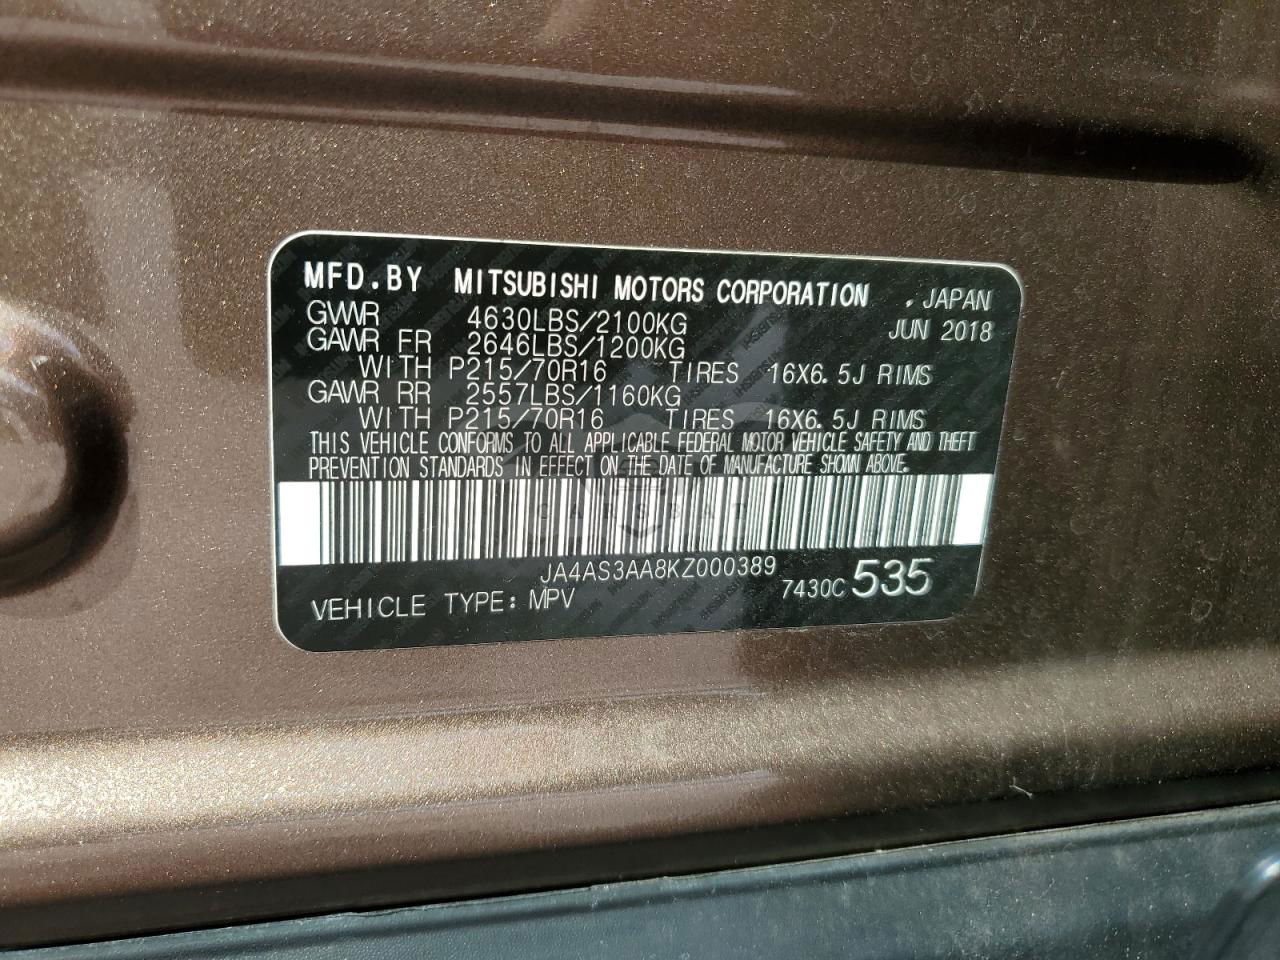 MFD.BY MITSUBISHI MOTORS CORPORATION . JAPAN
GVWR 4630LBS/2100KG JUN 2018
GAWR FR 2646LBS/1200KG
WITH P215/70R16 TIRES 16X6.5J RIMS
GAWR RR 2557LBS/1160KG
WITH P215/70R16 TIRES 16X6.5J RIMS
THIS VEHICLE CONFORMS TO ALL APPLICABLE FEDERAL MOTOR VEHICLE SAFETY AND THEFT
PREVENTION STANDARDS IN EFFECT ON THE DATE OF MANUFACTURE SHOWN ABOVE.
CARSBAT
JA4AS3AA8KZ000389
VEHICLE TYPE: MPV 7430C 535